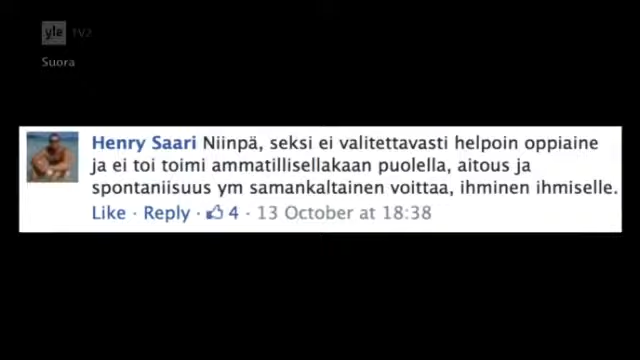 yle TV2
Suora
Henry Saari Niinpä, seksi ei valitettavasti helpoin oppiaine
ja ei toi toimi ammatillisellakaan puolella, aitous ja
spontaniisuus ym samankaltainen voittaa, ihminen ihmiselle.
Like · Reply · 4 · 13 October at 18:38